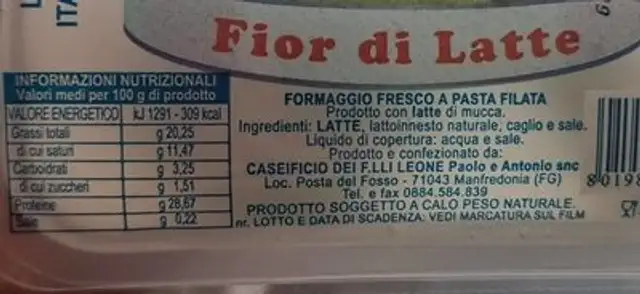 ITA
Fior di Latte
INFORMAZIONI NUTRIZIONALI
Valori medi per 100 g di prodotto
VALORE ENERGETICO kJ 1291 - 309 kcal
Grassi totali g 20,25
di cui saturi g 11,47
Carboidrati g 3,25
di cui zuccheri g 1,51
Proteine g 28,67
Sale g 0,22
FORMAGGIO FRESCO A PASTA FILATA
Prodotto con latte di mucca.
Ingredienti: LATTE, lattoinnesto naturale, caglio e sale.
Liquido di copertura: acqua e sale.
Prodotto e confezionato da:
CASEIFICIO DEI F.LLI LEONE Paolo e Antonio snc
Loc. Posta del Fosso - 71043 Manfredonia (FG)
Tel. e fax 0884.584.839
PRODOTTO SOGGETTO A CALO PESO NATURALE.
nr. LOTTO E DATA DI SCADENZA: VEDI MARCATURA SUL FILM
8 0198